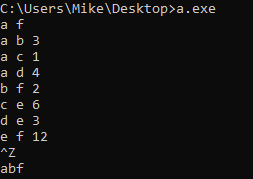 C:\Users\Mike\Desktop>a.exe
a f
a b 3
a c 1
a d 4
b f 2
c e 6
d e 3
e f 12
^Z
abf